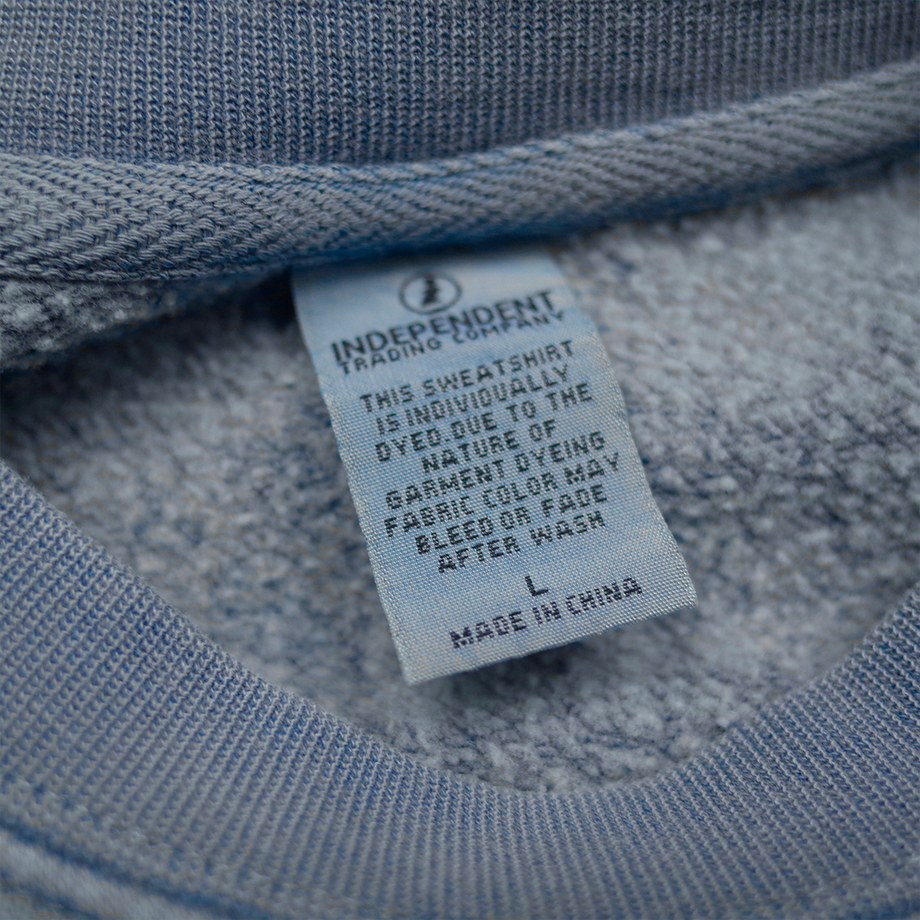 INDEPENDENT
TRADING COMPANY
THIS SWEATSHIRT
IS INDIVIDUALLY
DYED.DUE TO THE
NATURE OF
GARMENT DYEING
FABRIC COLOR MAY
BLEED OR FADE
AFTER WASH
L
MADE IN CHINA